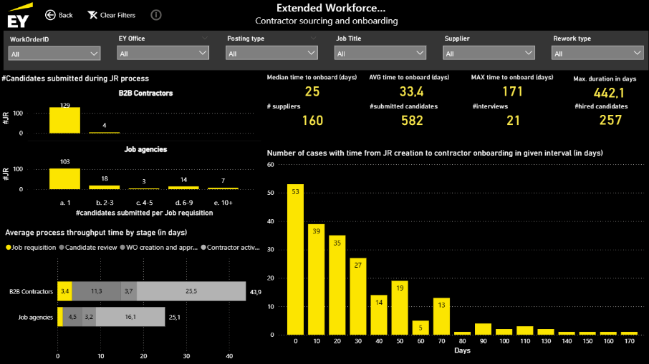 Extended Workforce...
Contractor sourcing and onboarding
EY
Back
Clear Filters
WorkOrderID
EY Office
Posting type
Job Title
Supplier
Rework type
All
All
All
All
All
All
#Candidates submitted during JR process
B2B Contractors
#JR
100
0
129
4
Job agencies
#JR
100
0
103
18
3
14
7
a. 1
b. 2-3
c. 4-5
d. 6-9
e. 10+
#candidates submitted per Job requisition
Average process throughput time by stage (in days)
Job requisition
Candidate review
WO creation and appr...
Contractor activ...
B2B Contractors
3,4
11,3
3,7
25,5
43,9
Job agencies
4,5
3,2
16,1
25,1
0
10
20
30
40
Median time to onboard (days)
AVG time to onboard (days)
MAX time to onboard (days)
Max. duration in days
25
33,4
171
442,1
# suppliers
#submitted candidates
#interviews
#hired candidates
160
582
21
257
Number of cases with time from JR creation to contractor onboarding in given interval (in days)
60
50
40
30
20
10
0
53
39
35
27
14
19
5
13
0
10
20
30
40
50
60
70
80
90
100
110
120
130
140
150
160
170
Days